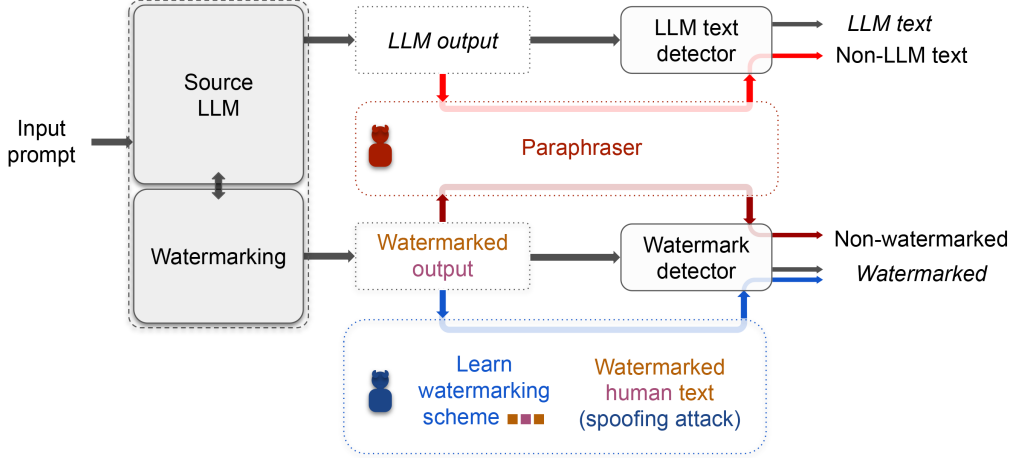 Source
LLM
Input
prompt
Watermarking
LLM output
LLM text
detector
LLM text
Non-LLM text
Paraphraser
Watermarked
output
Watermark
detector
Non-watermarked
Watermarked
Learn
watermarking
scheme
Watermarked
human text
(spoofing attack)